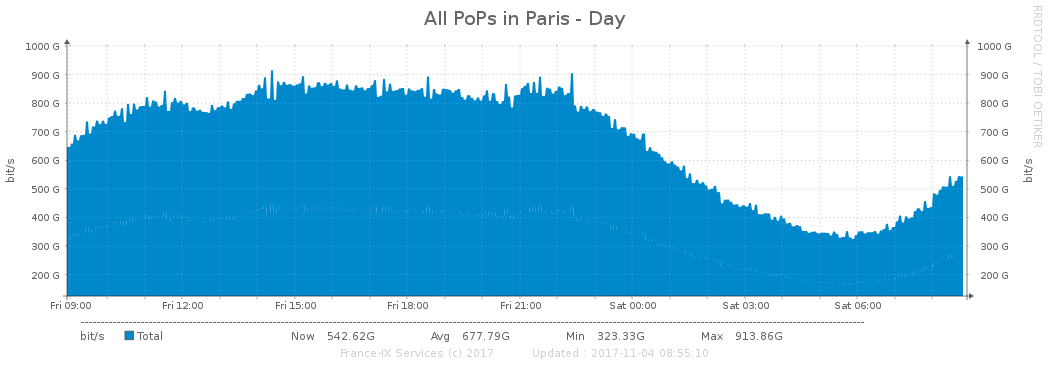 All PoPs in Paris - Day
RRDTOOL / TOBI OETIKER
bit/s
bit/s
1000 G 1000 G
900 G 900 G
800 G 800 G
700 G 700 G
600 G 600 G
500 G 500 G
400 G 400 G
300 G 300 G
200 G 200 G
Fri 09:00 Fri 12:00 Fri 15:00 Fri 18:00 Fri 21:00 Sat 00:00 Sat 03:00 Sat 06:00
bit/s Total Now 542.62G Avg 677.79G Min 323.33G Max 913.86G
France-IX Services (c) 2017 Updated : 2017-11-04 08:55:10